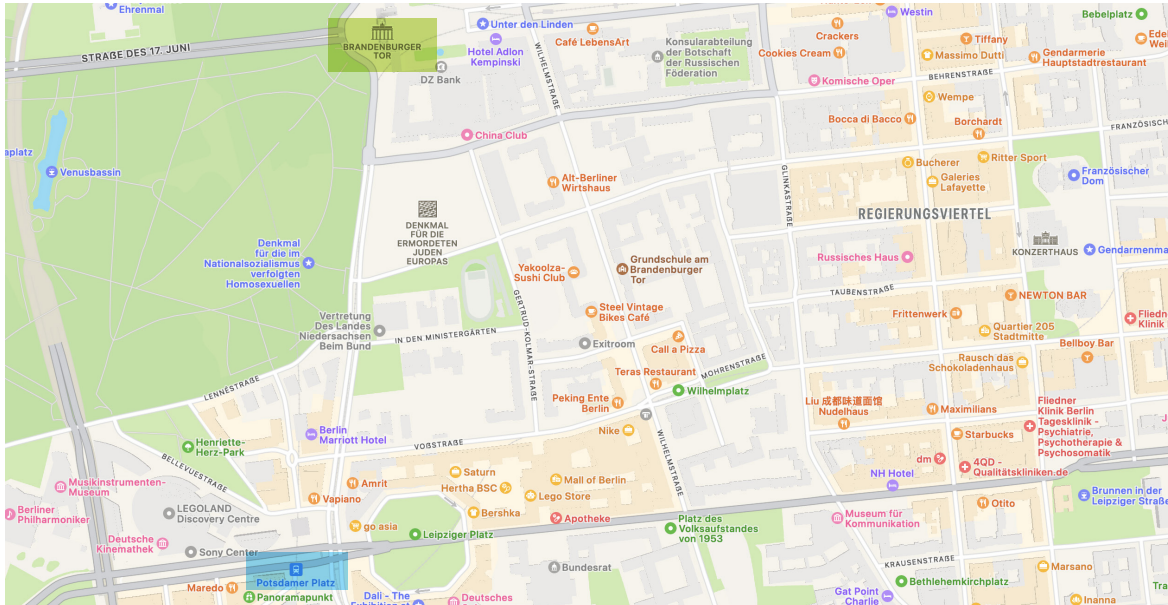 Ehrenmal
STRAßE DES 17. JUNI
BRANDENBURGER
TOR
Unter den Linden
Hotel Adlon
Kempinski
DZ Bank
WILHELMSTRAßE
Café LebensArt
Konsularabteilung
der Botschaft
der Russischen
Föderation
Crackers
Cookies Cream
Westin
Tiffany
Massimo Dutti
Bebelplatz
Gendarmerie
Hauptstadtrestaurant
Komische Oper
BEHRENSTRAßE
Wempe
Bocca di Bacco
Borchardt
China Club
aplatz
Venusbassin
Alt-Berliner
Wirtshaus
GLINKASTRAßE
Bucherer
Ritter Sport
Galeries
Lafayette
Französischer
Dom
DENKMAL
FÜR DIE
ERMORDETEN
JUDEN
EUROPAS
REGIERUNGSVIERTEL
Denkmal
für die im
Nationalsozialismus
verfolgten
Homosexuellen
KONZERTHAUS
Yakoolza-
Sushi Club
Grundschule am
Brandenburger
Tor
Russisches Haus
TAUBENSTRAßE
NEWTON BAR
GERTRUD-KOLMAR-STRAßE
Steel Vintage
Bikes Café
Frittenwerk
Quartier 205
Stadtmitte
Vertretung
Des Landes
Niedersachsen
Beim Bund
IN DEN MINISTERGÄRTEN
Exitroom
Call a Pizza
Bellboy Bar
MOHRENSTRAßE
Rausch das
Schokoladenhaus
Teras Restaurant
LENNÉSTRAßE
Wilhelmplatz
Peking Ente
Berlin
Liu 成都味道面馆
Nudelhaus
Maximilians
Fliedner
Klinik Berlin
Tagesklinik -
Psychiatrie,
Psychotherapie &
Psychosomatik
Nike
Starbucks
Berlin
Marriott Hotel
VOßSTRAßE
WILHELMSTRAßE
Henriette-
Herz-Park
BELLEVUESTRAßE
dm
4QD -
Qualitätskliniken.de
NH Hotel
Saturn
Mall of Berlin
Amrit
Hertha BSC
Lego Store
Vapiano
Musikinstrumenten-
Museum
Brunnen in der
Leipziger Straße
Otito
Berliner
Philharmoniker
LEGOLAND
Discovery Centre
Bershka
Apotheke
go asia
Museum für
Kommunikation
Platz des
Volksaufstandes
von 1953
Leipziger Platz
Deutsche
Kinemathek
Sony Center
KRAUSENSTRAßE
Bundesrat
Marsano
Potsdamer Platz
Maredo
Panoramapunkt
Bethlehemkirchplatz
Dali - The
Deutsches
Gat Point
Charlie
Inanna